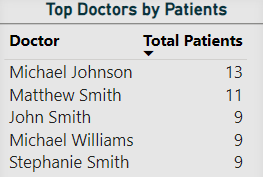 Top Doctors by Patients
Doctor Total Patients
Michael Johnson 13
Matthew Smith 11
John Smith 9
Michael Williams 9
Stephanie Smith 9